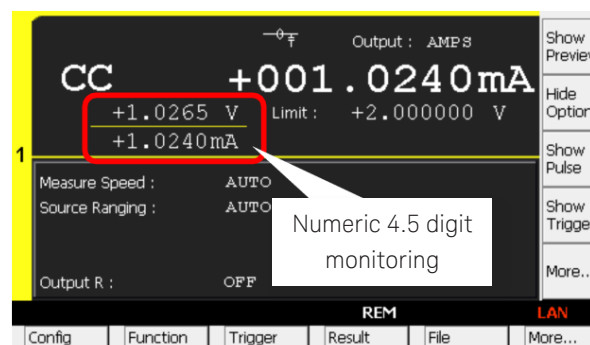 Output : AMPS
CC +001.0240mA
+1.0265 V Limit : +2.000000 V
+1.0240mA
1
Measure Speed : AUTO
Source Ranging : AUTO
Numeric 4.5 digit
monitoring
Output R : OFF
Show
Preview
Hide
Option
Show
Pulse
Show
Trigge
More...
REM LAN
Config Function Trigger Result File More...